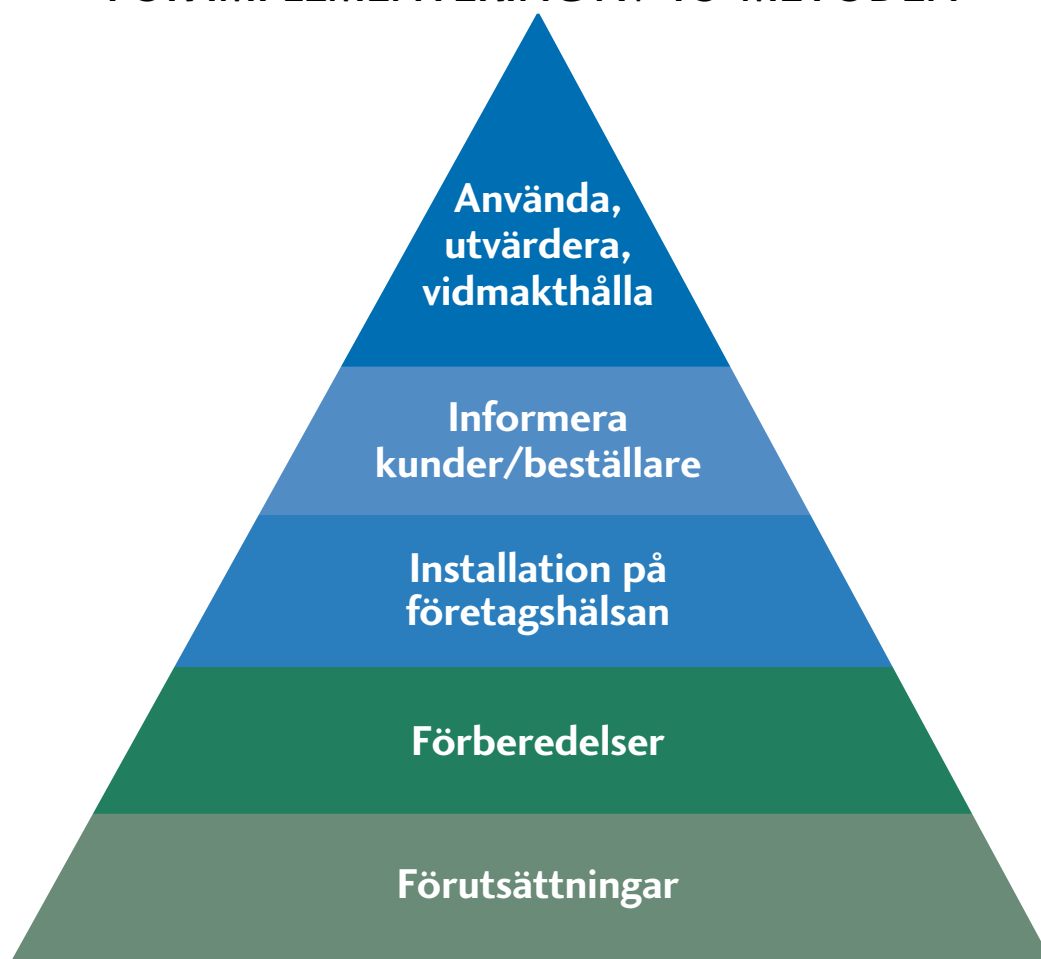 Använda,
utvärdera,
vidmakthålla
Informera
kunder/beställare
Installation på
företagshälsan
Förberedelser
Förutsättningar